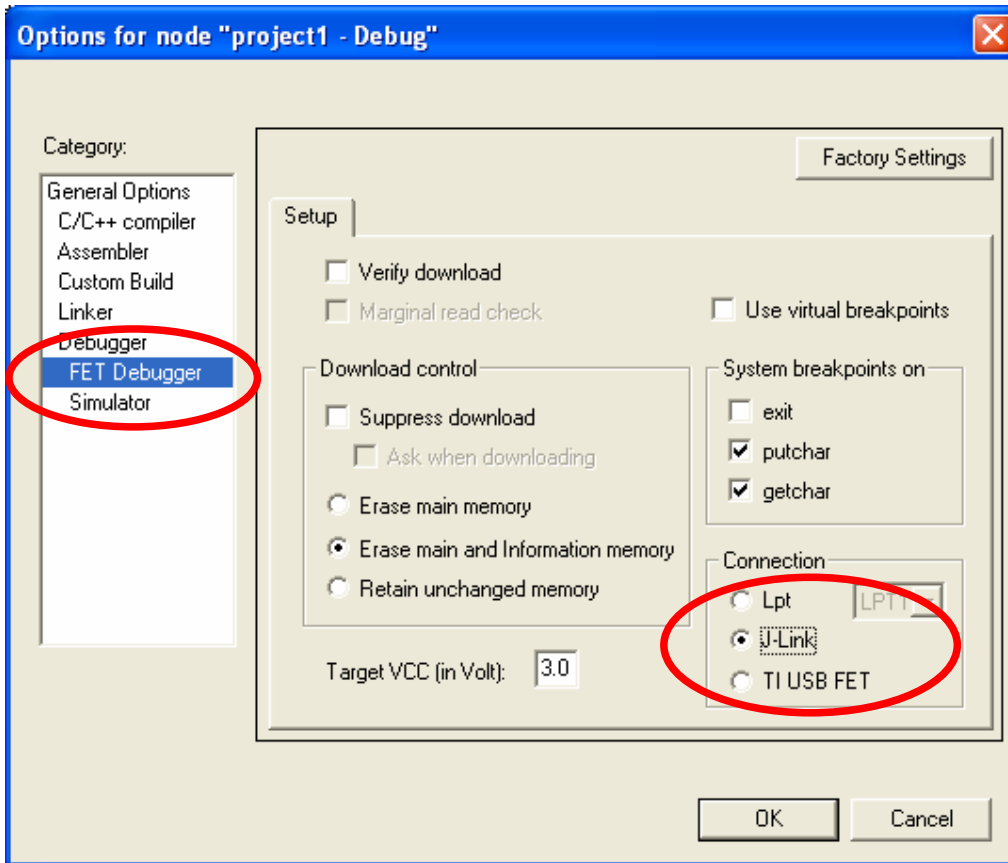 Options for node "project1 - Debug"
Category:
Factory Settings
General Options
C/C++ compiler
Assembler
Custom Build
Linker
Debugger
FET Debugger
Simulator
Setup
Verify download
Marginal read check
Use virtual breakpoints
Download control
Suppress download
Ask when downloading
Erase main memory
Erase main and Information memory
Retain unchanged memory
System breakpoints on
exit
putchar
getchar
Connection
Lpt LPT1
J-Link
TI USB FET
Target VCC (in Volt): 3.0
OK Cancel